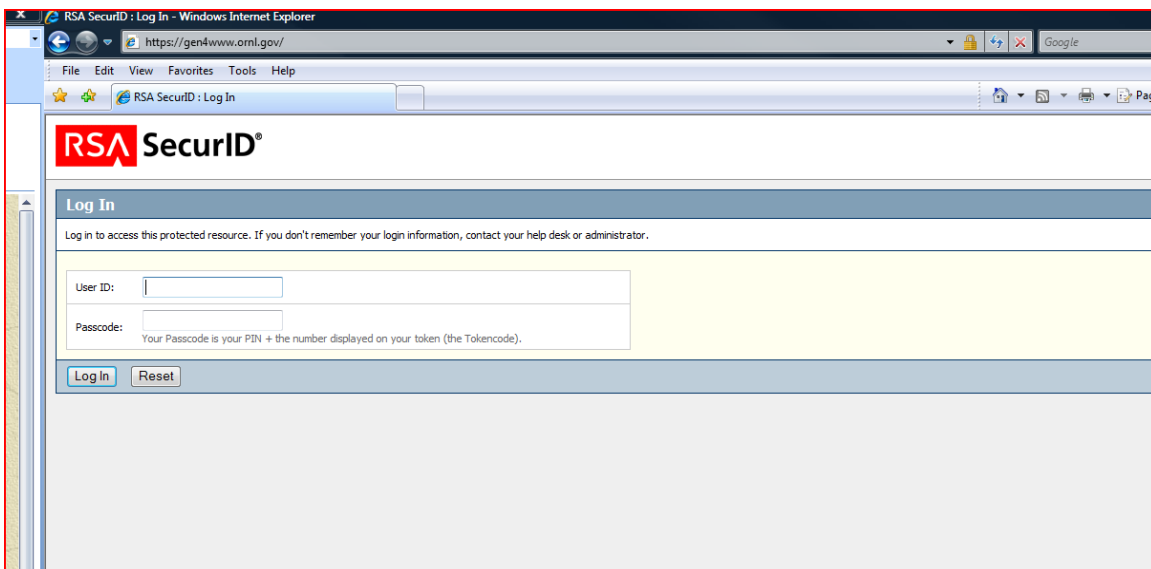 X
RSA SecurID : Log In - Windows Internet Explorer
https://gen4www.ornl.gov/
Google
File Edit View Favorites Tools Help
RSA SecurID : Log In
RSA SecurID®
Log In
Log in to access this protected resource. If you don't remember your login information, contact your help desk or administrator.
User ID:
Passcode:
Your Passcode is your PIN + the number displayed on your token (the Tokencode).
Log In Reset